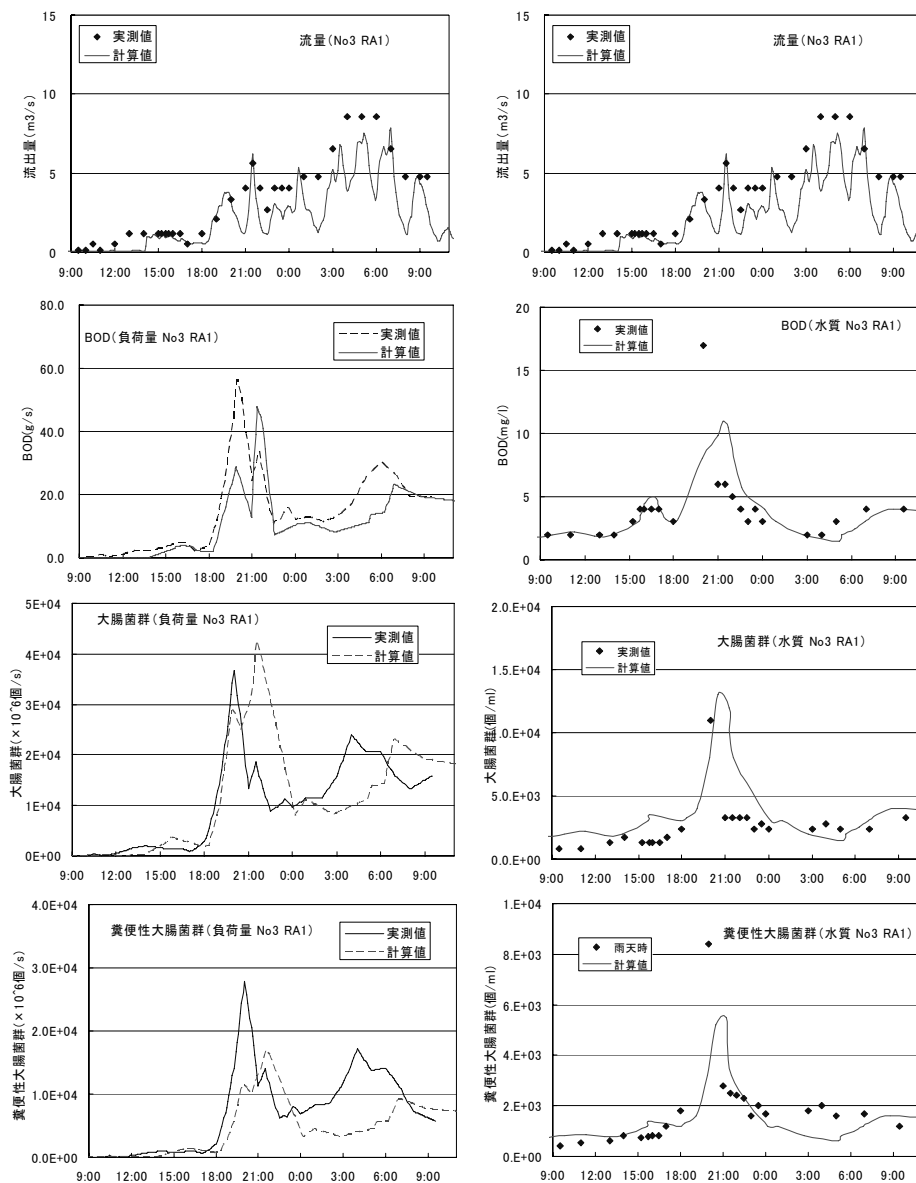 流量(No3 RA1)
実測値
計算値
流出量(m3/s)
15
10
5
0
9:00 12:00 15:00 18:00 21:00 0:00 3:00 6:00 9:00
流量(No3 RA1)
実測値
計算値
流出量(m3/s)
15
10
5
0
9:00 12:00 15:00 18:00 21:00 0:00 3:00 6:00 9:00
BOD(負荷量 No3 RA1)
実測値
計算値
BOD(g/s)
80.0
60.0
40.0
20.0
0.0
9:00 12:00 15:00 18:00 21:00 0:00 3:00 6:00 9:00
BOD(水質 No3 RA1)
実測値
計算値
BOD(mg/l)
20
15
10
5
0
9:00 12:00 15:00 18:00 21:00 0:00 3:00 6:00 9:00
大腸菌群(負荷量 No3 RA1)
実測値
計算値
大腸菌群(×10^6個/s)
5E+04
4E+04
3E+04
2E+04
1E+04
0E+00
9:00 12:00 15:00 18:00 21:00 0:00 3:00 6:00 9:00
大腸菌群(水質 No3 RA1)
実測値
計算値
大腸菌群(個/ml)
2.0E+04
1.5E+04
1.0E+04
5.0E+03
0.0E+00
9:00 12:00 15:00 18:00 21:00 0:00 3:00 6:00 9:00
糞便性大腸菌群(負荷量 No3 RA1)
実測値
計算値
糞便性大腸菌群(×10^6個/s)
4.0E+04
3.0E+04
2.0E+04
1.0E+04
0.0E+00
9:00 12:00 15:00 18:00 21:00 0:00 3:00 6:00 9:00
糞便性大腸菌群(水質 No3 RA1)
雨天時
計算値
糞便性大腸菌群(個/ml)
1.E+04
8.E+03
6.E+03
4.E+03
2.E+03
0.E+00
9:00 12:00 15:00 18:00 21:00 0:00 3:00 6:00 9:00